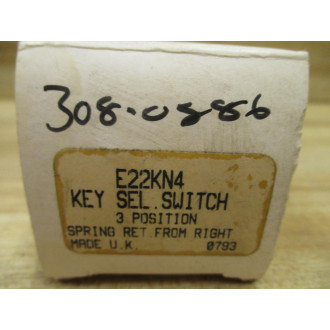 308-0886
E22KN4
KEY SEL.SWITCH
3 POSITION
SPRING RET.FROM RIGHT
MADE U.K. 0793